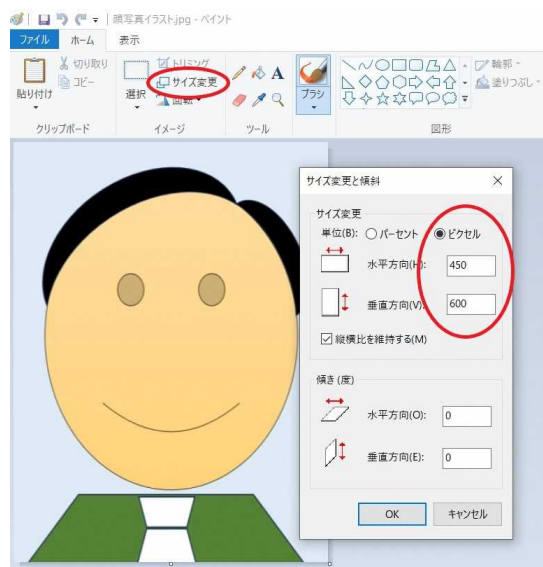 顔写真イラスト.jpg - ペイント
ファイル ホーム 表示
貼り付け
切り取り
コピー
クリップボード
選択
トリミング
サイズ変更
回転
イメージ
A
ツール
ブラシ
図形
輪郭
塗りつぶし
サイズ変更と傾斜
サイズ変更
単位(B): パーセント ピクセル
水平方向(H): 450
垂直方向(V): 600
縦横比を維持する(M)
傾き (度)
水平方向(O): 0
垂直方向(E): 0
OK キャンセル